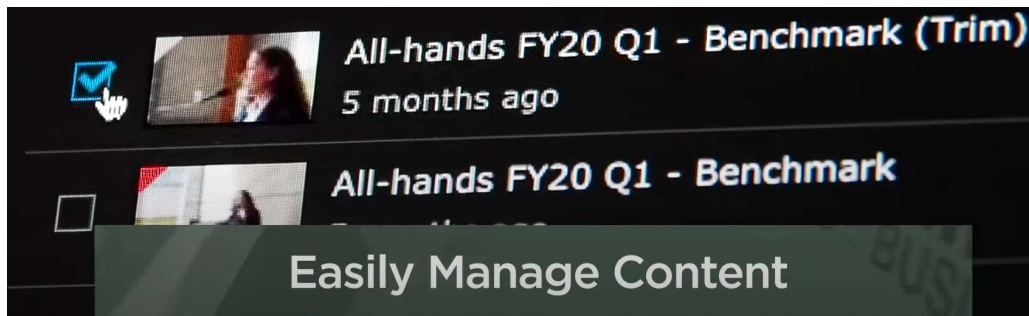 All-hands FY20 Q1 - Benchmark (Trim)
5 months ago
All-hands FY20 Q1 - Benchmark
Easily Manage Content